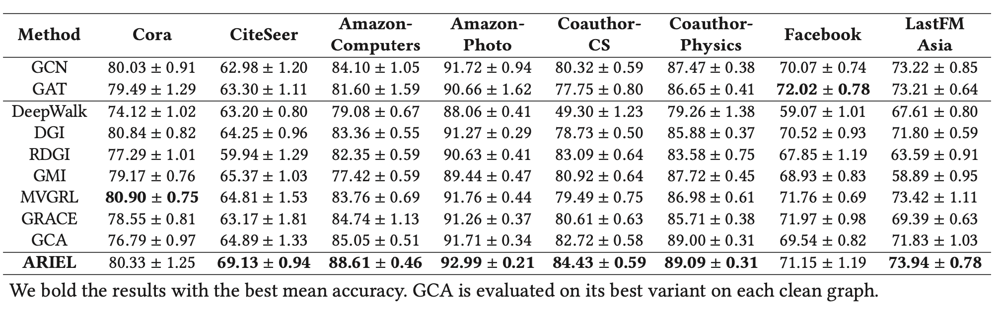 Method Cora CiteSeer Amazon-Computers Amazon-Photo Coauthor-CS Coauthor-Physics Facebook LastFM Asia
GCN 80.03 ± 0.91 62.98 ± 1.20 84.10 ± 1.05 91.72 ± 0.94 80.32 ± 0.59 87.47 ± 0.38 70.07 ± 0.74 73.22 ± 0.85
GAT 79.49 ± 1.29 63.30 ± 1.11 81.60 ± 1.59 90.66 ± 1.62 77.75 ± 0.80 86.65 ± 0.41 72.02 ± 0.78 73.21 ± 0.64
DeepWalk 74.12 ± 1.02 63.20 ± 0.80 79.08 ± 0.67 88.06 ± 0.41 49.30 ± 1.23 79.26 ± 1.38 59.07 ± 1.01 67.61 ± 0.80
DGI 80.84 ± 0.82 64.25 ± 0.96 83.36 ± 0.55 91.27 ± 0.29 78.73 ± 0.50 85.88 ± 0.37 70.52 ± 0.93 71.80 ± 0.59
RDGI 77.29 ± 1.01 59.94 ± 1.29 82.35 ± 0.59 90.63 ± 0.41 83.09 ± 0.64 83.58 ± 0.75 67.85 ± 1.19 63.59 ± 0.91
GMI 79.17 ± 0.76 65.37 ± 1.03 77.42 ± 0.59 89.44 ± 0.47 80.92 ± 0.64 87.72 ± 0.45 68.93 ± 0.83 58.89 ± 0.95
MVGRL 80.90 ± 0.75 64.81 ± 1.53 83.76 ± 0.69 91.76 ± 0.44 79.49 ± 0.75 86.98 ± 0.61 71.76 ± 0.69 73.42 ± 1.11
GRACE 78.55 ± 0.81 63.17 ± 1.81 84.74 ± 1.13 91.26 ± 0.37 80.61 ± 0.63 85.71 ± 0.38 71.97 ± 0.98 69.39 ± 0.63
GCA 76.79 ± 0.97 64.89 ± 1.33 85.05 ± 0.51 91.71 ± 0.34 82.72 ± 0.58 89.00 ± 0.31 69.54 ± 0.82 71.83 ± 1.03
ARIEL 80.33 ± 1.25 69.13 ± 0.94 88.61 ± 0.46 92.99 ± 0.21 84.43 ± 0.59 89.09 ± 0.31 71.15 ± 1.19 73.94 ± 0.78
We bold the results with the best mean accuracy. GCA is evaluated on its best variant on each clean graph.